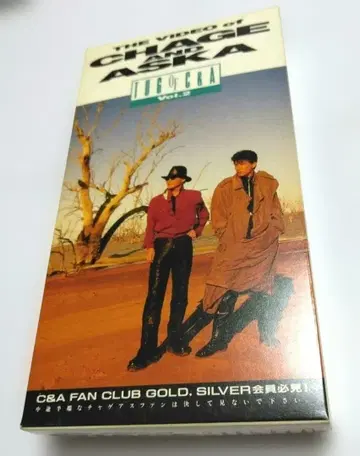 THE VIDEO of
CHAGE
AND
ASKA
TUG OF C&A
Vol.2
C&A FAN CLUB GOLD, SILVER会員必見!
中途半端なチャゲアスファンは決して見ないで下さい。